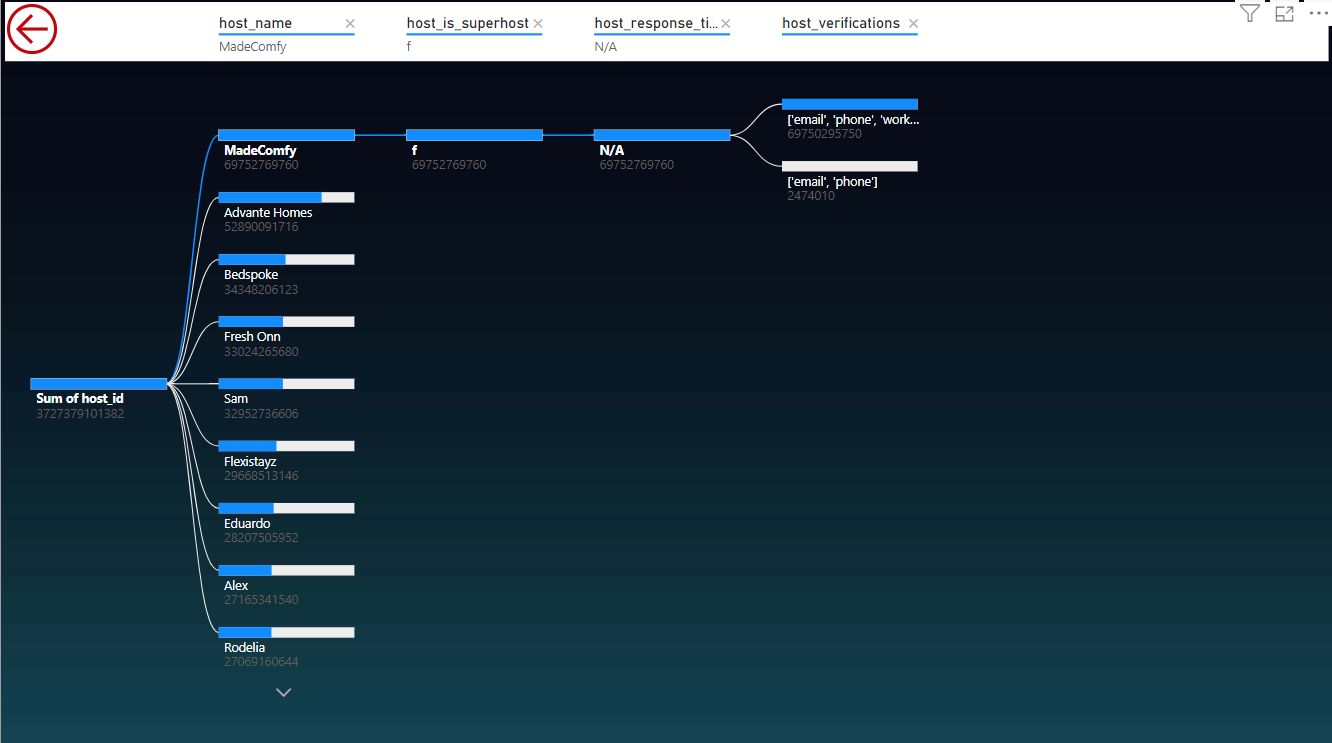 host_name
MadeComfy
host_is_superhost
f
host_response_ti...
N/A
host_verifications
Sum of host_id
3727379101382
MadeComfy
69752769760
Advante Homes
52890091716
Bedspoke
34348206123
Fresh Onn
33024265680
Sam
32952736606
Flexistayz
29668513146
Eduardo
28207505952
Alex
27165341540
Rodelia
27069160644
f
69752769760
N/A
69752769760
['email', 'phone', 'work...
69750295750
['email', 'phone']
2474010